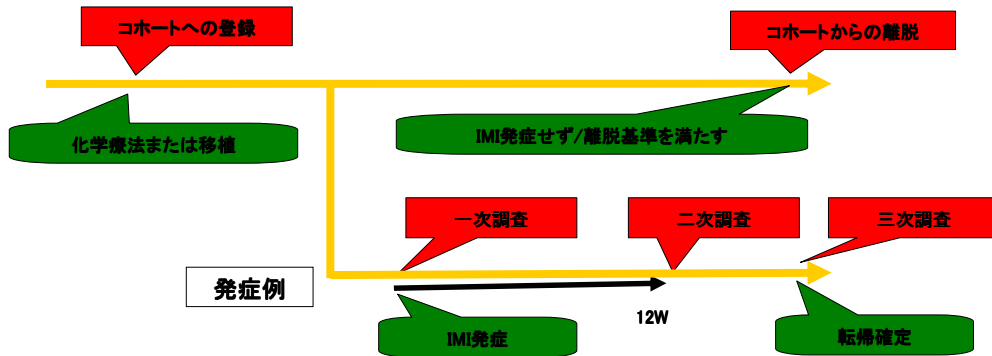 コホートへの登録
コホートからの離脱
化学療法または移植
IMI発症せず/離脱基準を満たす
一次調査
二次調査
三次調査
発症例
12W
IMI発症
転帰確定